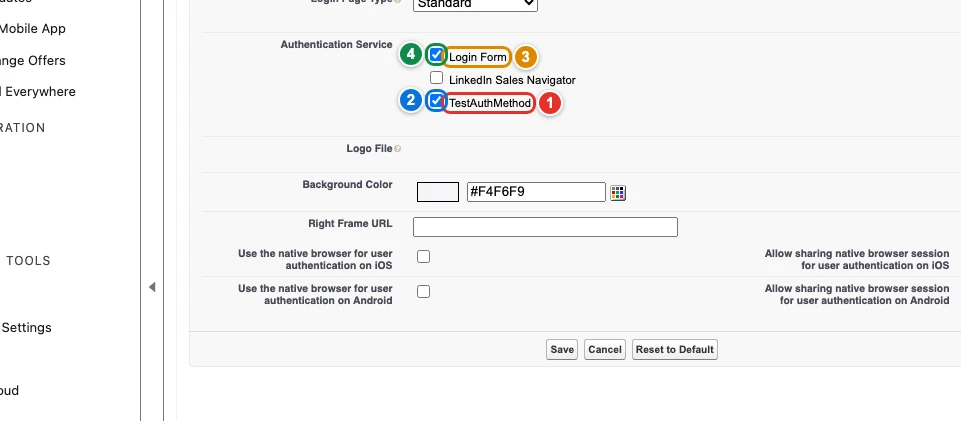 Login Page Type
Standard
Mobile App
nge Offers
Everywhere
RATION
TOOLS
Settings
oud
Authentication Service
4
Login Form
3
LinkedIn Sales Navigator
2
TestAuthMethod
1
Logo File
Background Color
#F4F6F9
Right Frame URL
Use the native browser for user
authentication on iOS
Allow sharing native browser session
for user authentication on iOS
Use the native browser for user
authentication on Android
Allow sharing native browser session
for user authentication on Android
Save
Cancel
Reset to Default